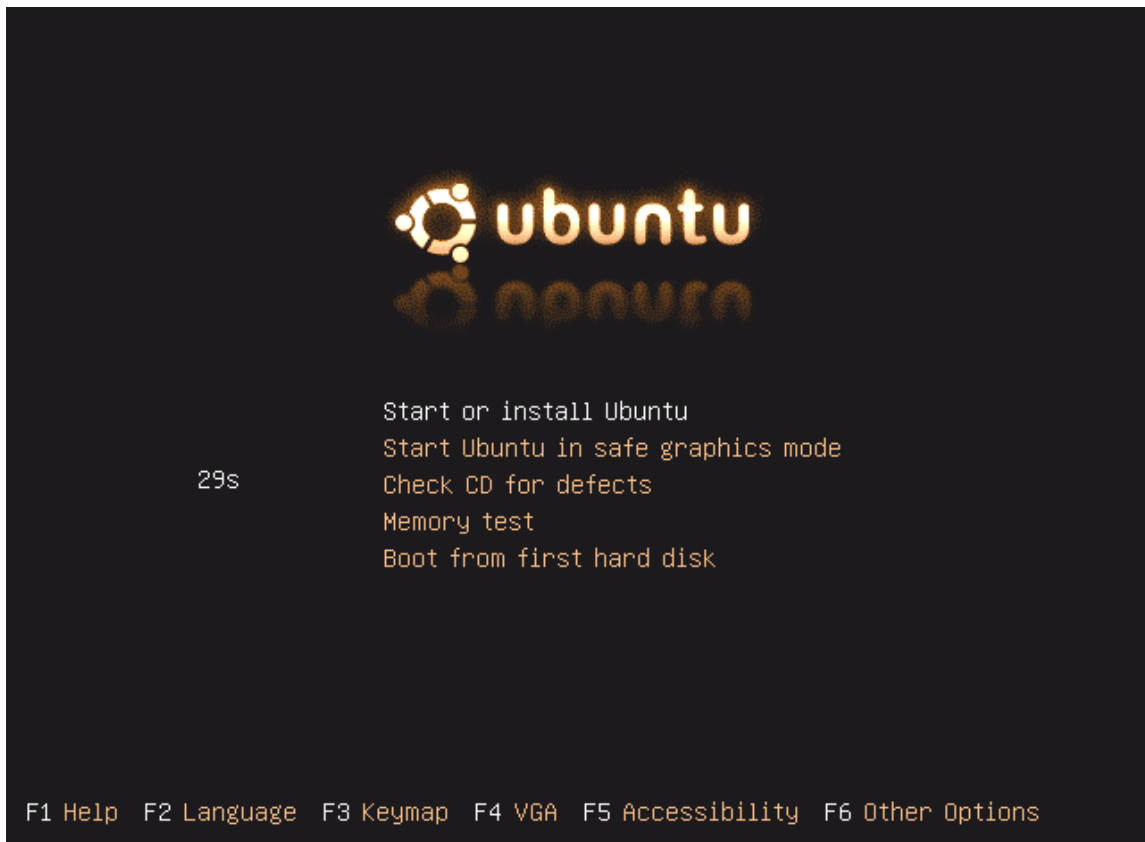 ubuntu
Start or install Ubuntu
Start Ubuntu in safe graphics mode
29s
Check CD for defects
Memory test
Boot from first hard disk
F1 Help F2 Language F3 Keymap F4 VGA F5 Accessibility F6 Other Options